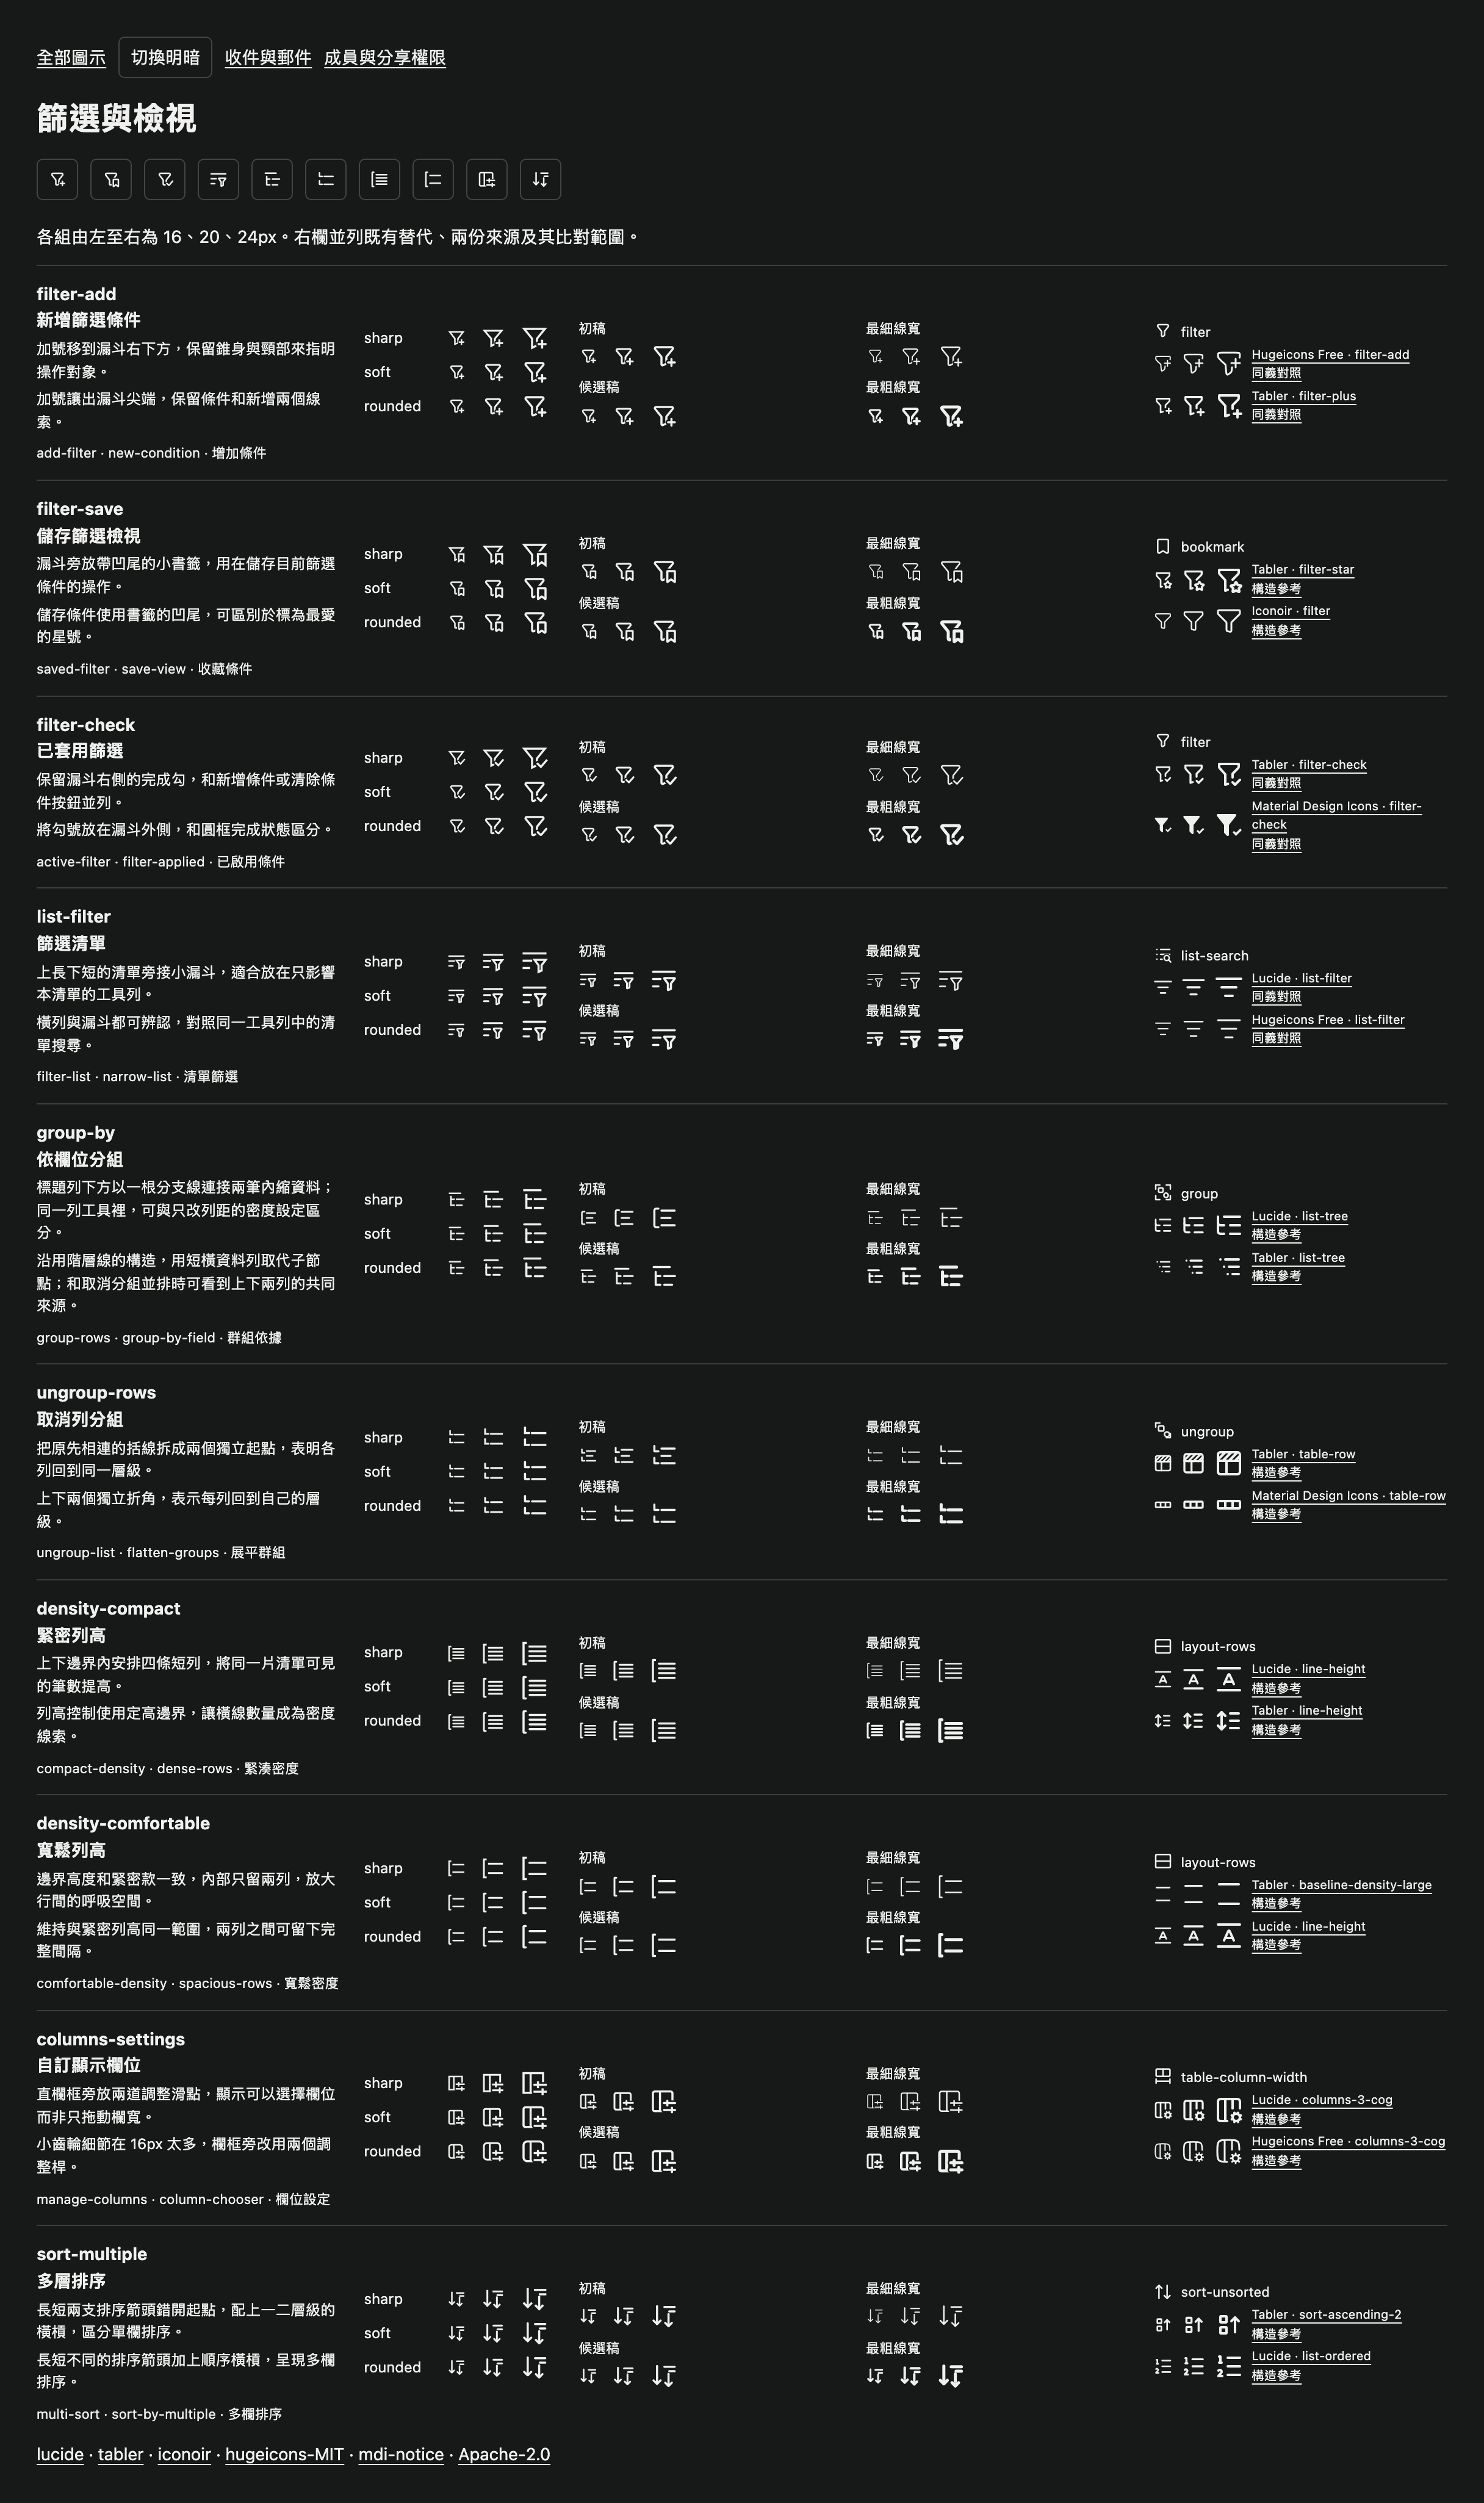 全部圖示 切換明暗 收件與郵件 成員與分享權限
篩選與檢視
各組由左至右為 16、20、24px。右欄並列既有替代、兩份來源及其比對範圍。
filter-add
新增篩選條件
加號移到漏斗右下方，保留錐身與頸部來指明
操作對象。
加號讓出漏斗尖端，保留條件和新增兩個線
索。
add-filter · new-condition · 增加條件
sharp
soft
rounded
初稿
候選稿
最細線寬
最粗線寬
filter
Hugeicons Free · filter-add
同義對照
Tabler · filter-plus
同義對照
filter-save
儲存篩選檢視
漏斗旁放帶凹尾的小書籤，用在儲存目前篩選
條件的操作。
儲存條件使用書籤的凹尾，可區別於標為最愛
的星號。
saved-filter · save-view · 收藏條件
sharp
soft
rounded
初稿
候選稿
最細線寬
最粗線寬
bookmark
Tabler · filter-star
構造參考
Iconoir · filter
構造參考
filter-check
已套用篩選
保留漏斗右側的完成勾，和新增條件或清除條
件按鈕並列。
將勾號放在漏斗外側，和圓框完成狀態區分。
active-filter · filter-applied · 已啟用條件
sharp
soft
rounded
初稿
候選稿
最細線寬
最粗線寬
filter
Tabler · filter-check
同義對照
Material Design Icons · filter-
check
同義對照
list-filter
篩選清單
上長下短的清單旁接小漏斗，適合放在只影響
本清單的工具列。
橫列與漏斗都可辨認，對照同一工具列中的清
單搜尋。
filter-list · narrow-list · 清單篩選
sharp
soft
rounded
初稿
候選稿
最細線寬
最粗線寬
list-search
Lucide · list-filter
同義對照
Hugeicons Free · list-filter
同義對照
group-by
依欄位分組
標題列下方以一根分支線連接兩筆內縮資料；
同一列工具裡，可與只改列距的密度設定區
分。
沿用階層線的構造，用短橫資料列取代子節
點；和取消分組並排時可看到上下兩列的共同
來源。
group-rows · group-by-field · 群組依據
sharp
soft
rounded
初稿
候選稿
最細線寬
最粗線寬
group
Lucide · list-tree
構造參考
Tabler · list-tree
構造參考
ungroup-rows
取消列分組
把原先相連的括線拆成兩個獨立起點，表明各
列回到同一層級。
上下兩個獨立折角，表示每列回到自己的層
級。
ungroup-list · flatten-groups · 展平群組
sharp
soft
rounded
初稿
候選稿
最細線寬
最粗線寬
ungroup
Tabler · table-row
構造參考
Material Design Icons · table-row
構造參考
density-compact
緊密列高
上下邊界內安排四條短列，將同一片清單可見
的筆數提高。
列高控制使用定高邊界，讓橫線數量成為密度
線索。
compact-density · dense-rows · 緊湊密度
sharp
soft
rounded
初稿
候選稿
最細線寬
最粗線寬
layout-rows
Lucide · line-height
構造參考
Tabler · line-height
構造參考
density-comfortable
寬鬆列高
邊界高度和緊密款一致，內部只留兩列，放大
行間的呼吸空間。
維持與緊密列高同一範圍，兩列之間可留下完
整間隔。
comfortable-density · spacious-rows · 寬鬆密度
sharp
soft
rounded
初稿
候選稿
最細線寬
最粗線寬
layout-rows
Tabler · baseline-density-large
構造參考
Lucide · line-height
構造參考
columns-settings
自訂顯示欄位
直欄框旁放兩道調整滑點，顯示可以選擇欄位
而非只拖動欄寬。
小齒輪細節在 16px 太多，欄框旁改用兩個調
整桿。
manage-columns · column-chooser · 欄位設定
sharp
soft
rounded
初稿
候選稿
最細線寬
最粗線寬
table-column-width
Lucide · columns-3-cog
構造參考
Hugeicons Free · columns-3-cog
構造參考
sort-multiple
多層排序
長短兩支排序箭頭錯開起點，配上一二層級的
橫槓，區分單欄排序。
長短不同的排序箭頭加上順序橫槓，呈現多欄
排序。
multi-sort · sort-by-multiple · 多欄排序
sharp
soft
rounded
初稿
候選稿
最細線寬
最粗線寬
sort-unsorted
Tabler · sort-ascending-2
構造參考
Lucide · list-ordered
構造參考
lucide · tabler · iconoir · hugeicons-MIT · mdi-notice · Apache-2.0